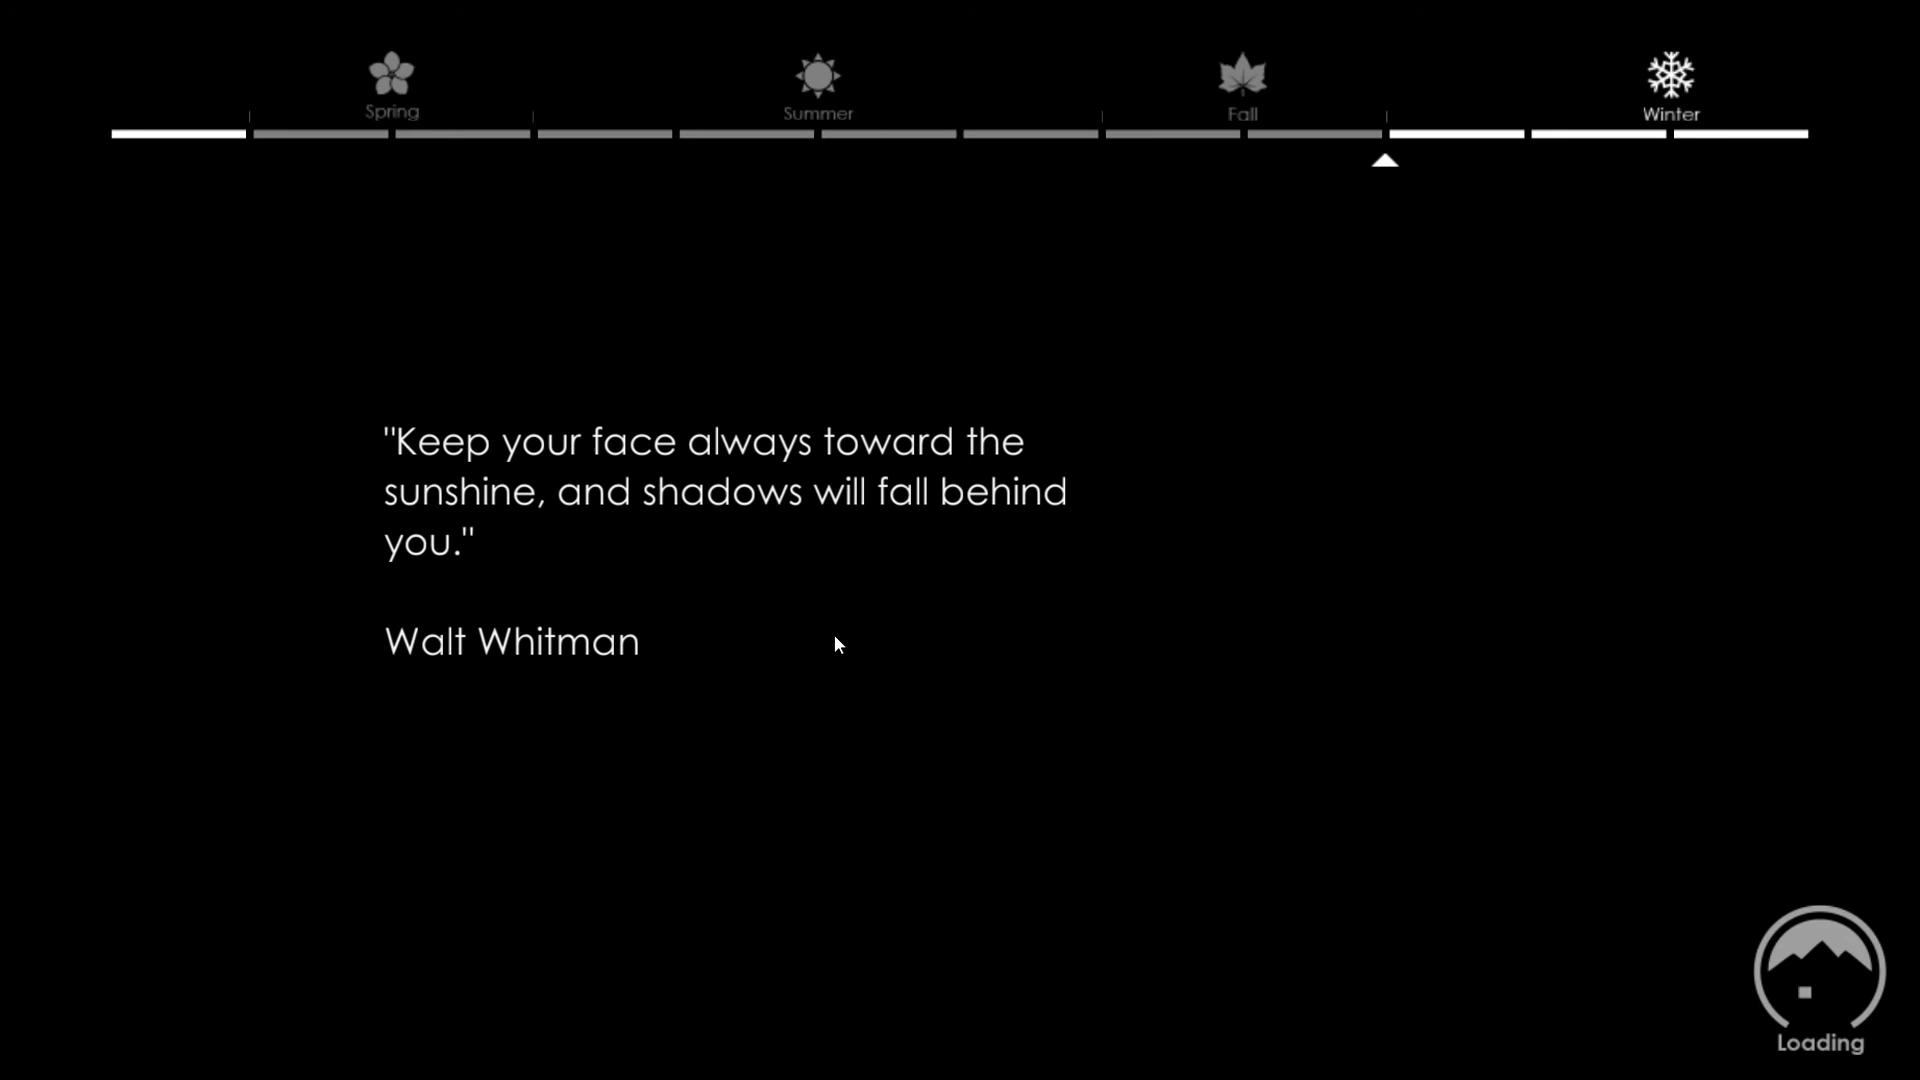 Spring
Summer
Fall
Winter
"Keep your face always toward the
sunshine, and shadows will fall behind
you."
Walt Whitman
Loading